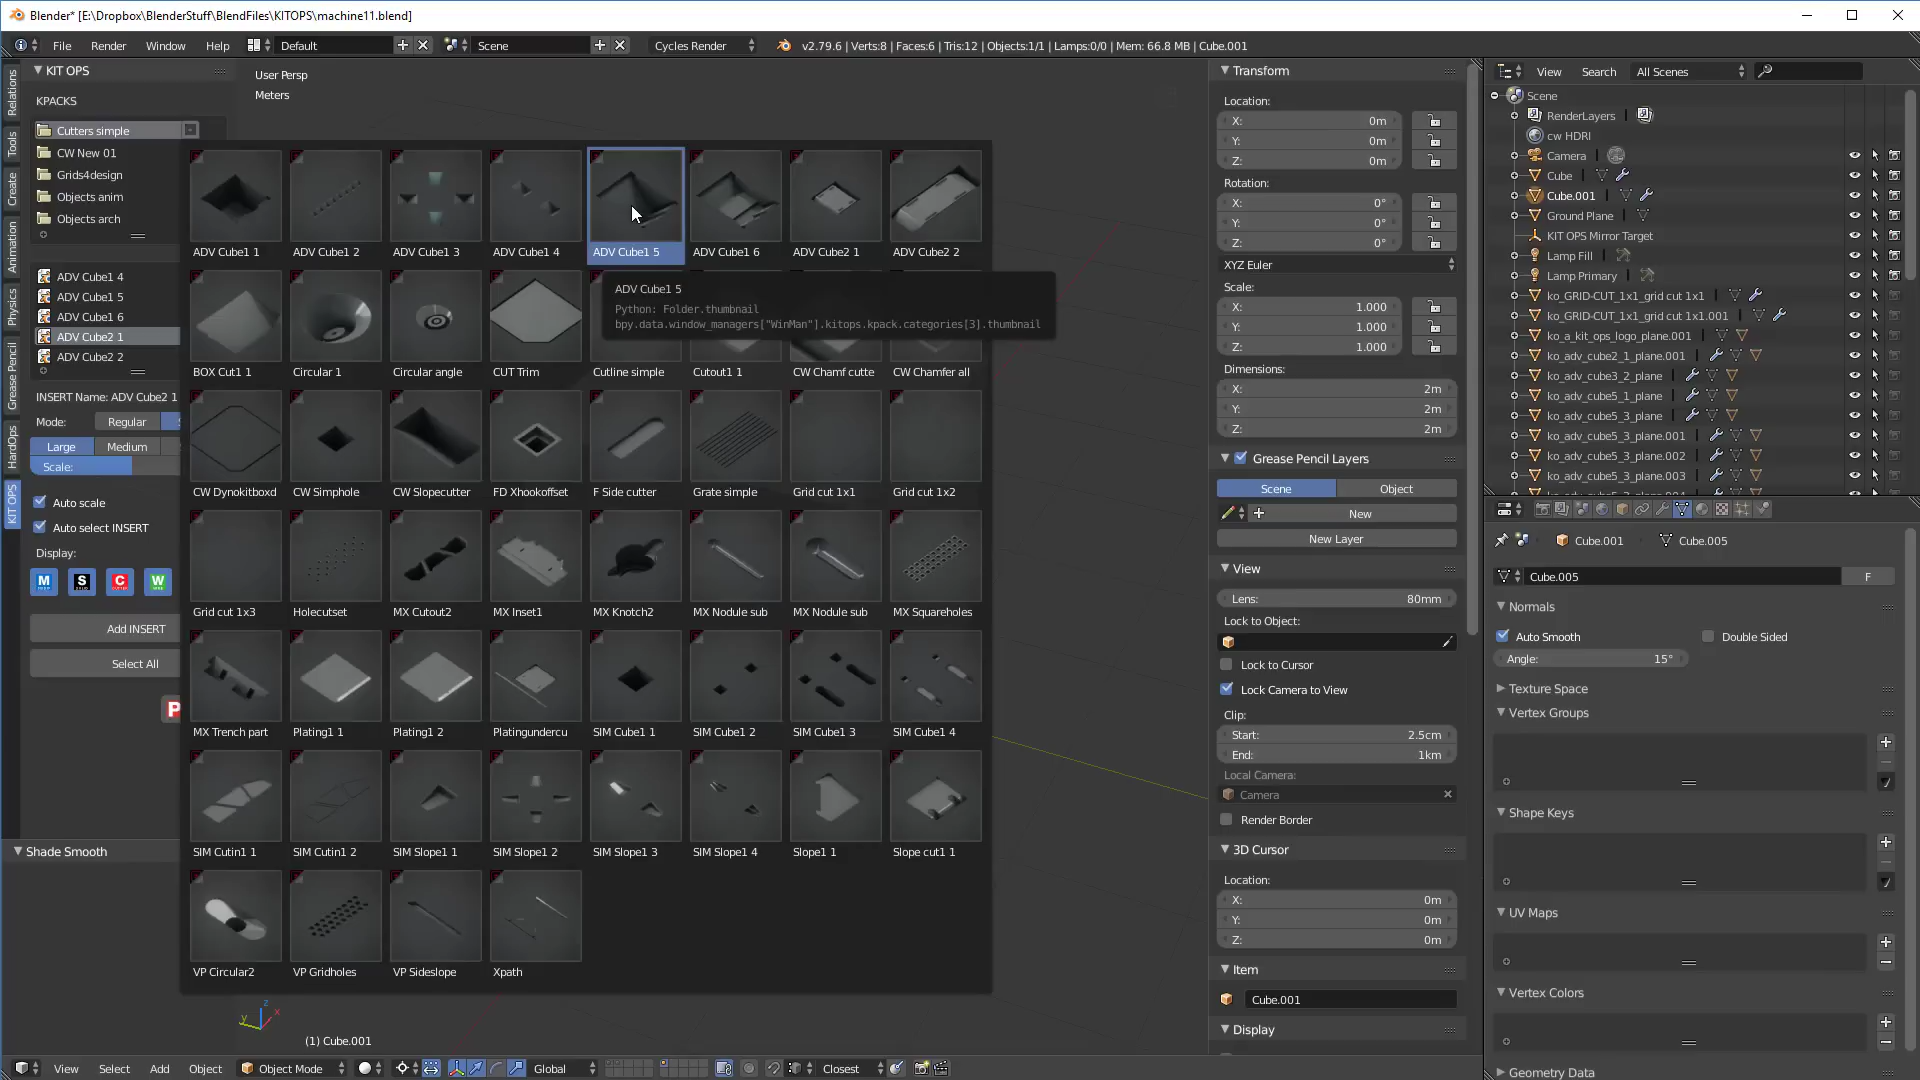 Blender* [E:\Dropbox\BlenderStuff\BlendFiles\KITOPS\machine11.blend]
File Render Window Help Default Scene Cycles Render v2.79.6 | Verts:8 | Faces:6 | Tris:12 | Objects:1/1 | Lamps:0/0 | Mem: 66.8 MB | Cube.001
Relations
Tools
Create
Animation
Physics
Grease Pencil
HardOps
KIT OPS
KIT OPS
KPACKS
Cutters simple
CW New 01
Grids4design
Objects anim
Objects arch
ADV Cube1 4
ADV Cube1 5
ADV Cube1 6
ADV Cube2 1
ADV Cube2 2
INSERT Name: ADV Cube2 1
Mode: Regular
Large Medium
Scale:
Auto scale
Auto select INSERT
Display:
M S C W
Add INSERT
Select All
P
Shade Smooth
User Persp
Meters
ADV Cube1 1 ADV Cube1 2 ADV Cube1 3 ADV Cube1 4 ADV Cube1 5 ADV Cube1 6 ADV Cube2 1 ADV Cube2 2
ADV Cube1 5
Python: Folder.thumbnail
bpy.data.window_managers["WinMan"].kitops.kpack.categories[3].thumbnail
BOX Cut1 1 Circular 1 Circular angle CUT Trim Cutline simple Cutout1 1 CW Chamf cutte CW Chamfer all
CW Dynokitboxd CW Simphole CW Slopecutter FD Xhookoffset F Side cutter Grate simple Grid cut 1x1 Grid cut 1x2
Grid cut 1x3 Holecutset MX Cutout2 MX Inset1 MX Knotch2 MX Nodule sub MX Nodule sub MX Squareholes
MX Trench part Plating1 1 Plating1 2 Platingundercu SIM Cube1 1 SIM Cube1 2 SIM Cube1 3 SIM Cube1 4
SIM Cutin1 1 SIM Cutin1 2 SIM Slope1 1 SIM Slope1 2 SIM Slope1 3 SIM Slope1 4 Slope1 1 Slope cut1 1
VP Circular2 VP Gridholes VP Sideslope Xpath
z
y
x
(1) Cube.001
View Select Add Object Object Mode Global Closest
Transform
Location:
X: 0m
Y: 0m
Z: 0m
Rotation:
X: 0°
Y: 0°
Z: 0°
XYZ Euler
Scale:
X: 1.000
Y: 1.000
Z: 1.000
Dimensions:
X: 2m
Y: 2m
Z: 2m
Grease Pencil Layers
Scene Object
New
New Layer
View
Lens: 80mm
Lock to Object:
Lock to Cursor
Lock Camera to View
Clip:
Start: 2.5cm
End: 1km
Local Camera:
Camera
Render Border
3D Cursor
Location:
X: 0m
Y: 0m
Z: 0m
Item
Cube.001
Display
View Search All Scenes
Scene
RenderLayers
cw HDRI
Camera
Cube
Cube.001
Ground Plane
KIT OPS Mirror Target
Lamp Fill
Lamp Primary
ko_GRID-CUT_1x1_grid cut 1x1
ko_GRID-CUT_1x1_grid cut 1x1.001
ko_a_kit_ops_logo_plane.001
ko_adv_cube2_1_plane.001
ko_adv_cube3_2_plane
ko_adv_cube5_1_plane
ko_adv_cube5_3_plane
ko_adv_cube5_3_plane.001
ko_adv_cube5_3_plane.002
ko_adv_cube5_3_plane.003
Cube.001 Cube.005
Cube.005 F
Normals
Auto Smooth Double Sided
Angle: 15°
Texture Space
Vertex Groups
Shape Keys
UV Maps
Vertex Colors
Geometry Data